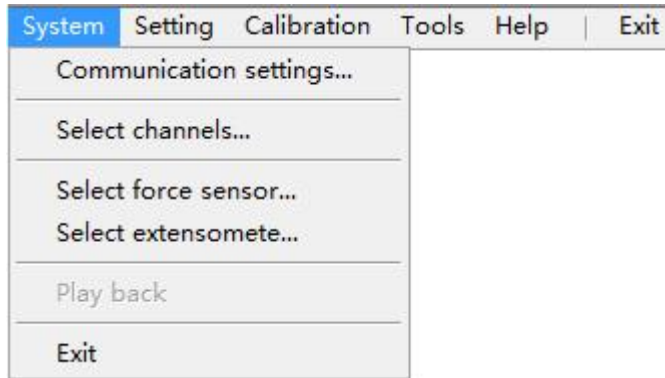 System Setting Calibration Tools Help | Exit
Communication settings...
Select channels...
Select force sensor...
Select extensomete...
Play back
Exit